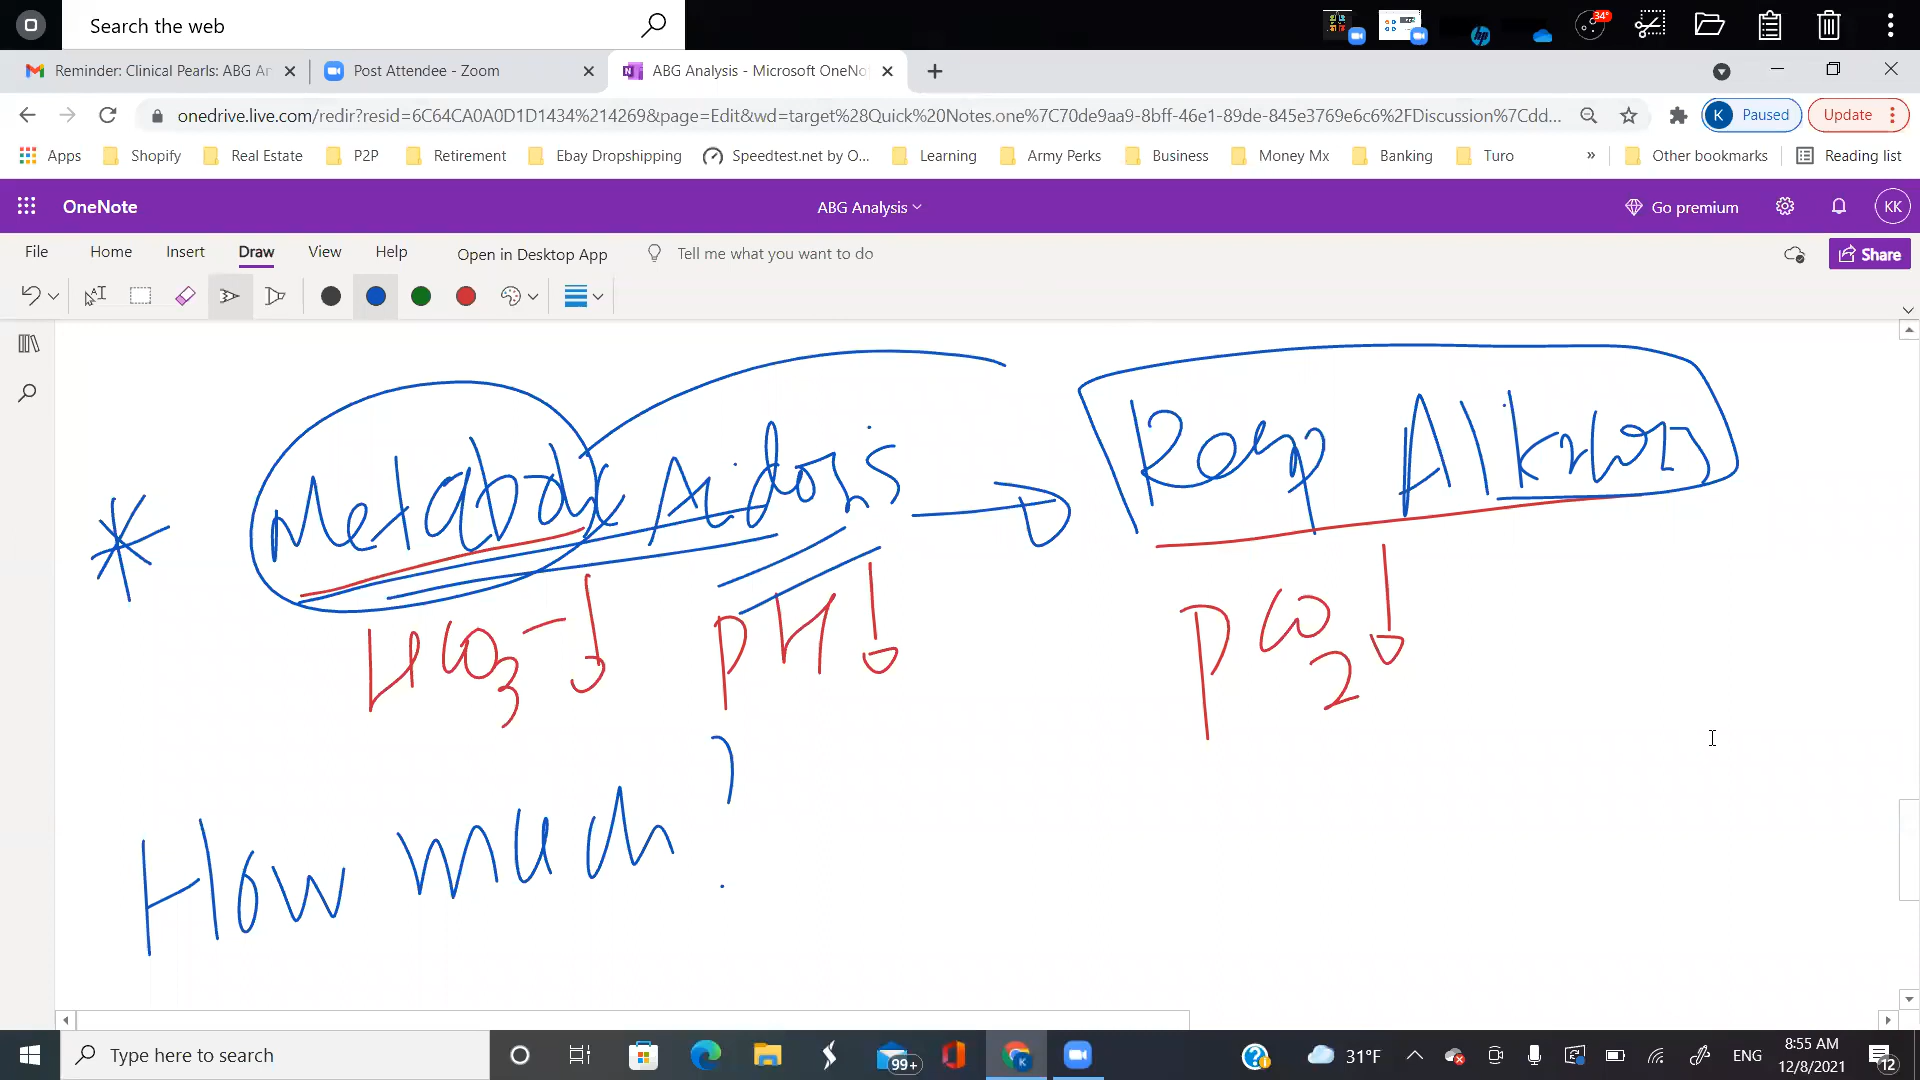 Search the web
34°
Reminder: Clinical Pearls: ABG An
Post Attendee - Zoom
ABG Analysis - Microsoft OneNo
onedrive.live.com/redir?resid=6C64CA0A0D1D1434%214269&page=Edit&wd=target%28Quick%20Notes.one%7C70de9aa9-8bff-46e1-89de-845e3769e6c6%2FDiscussion%7Cdd...
K Paused
Update
Apps Shopify Real Estate P2P Retirement Ebay Dropshipping Speedtest.net by O... Learning Army Perks Business Money Mx Banking Turo » Other bookmarks Reading list
OneNote
ABG Analysis
Go premium
KK
File Home Insert Draw View Help Open in Desktop App Tell me what you want to do
Share
Metabolic Acidosis → Resp Alkalosis
HCO3⁻ ↓ pH ↓ pCO2 ↓
How much ?
Type here to search
99+
31°F
ENG
8:55 AM
12/8/2021
12